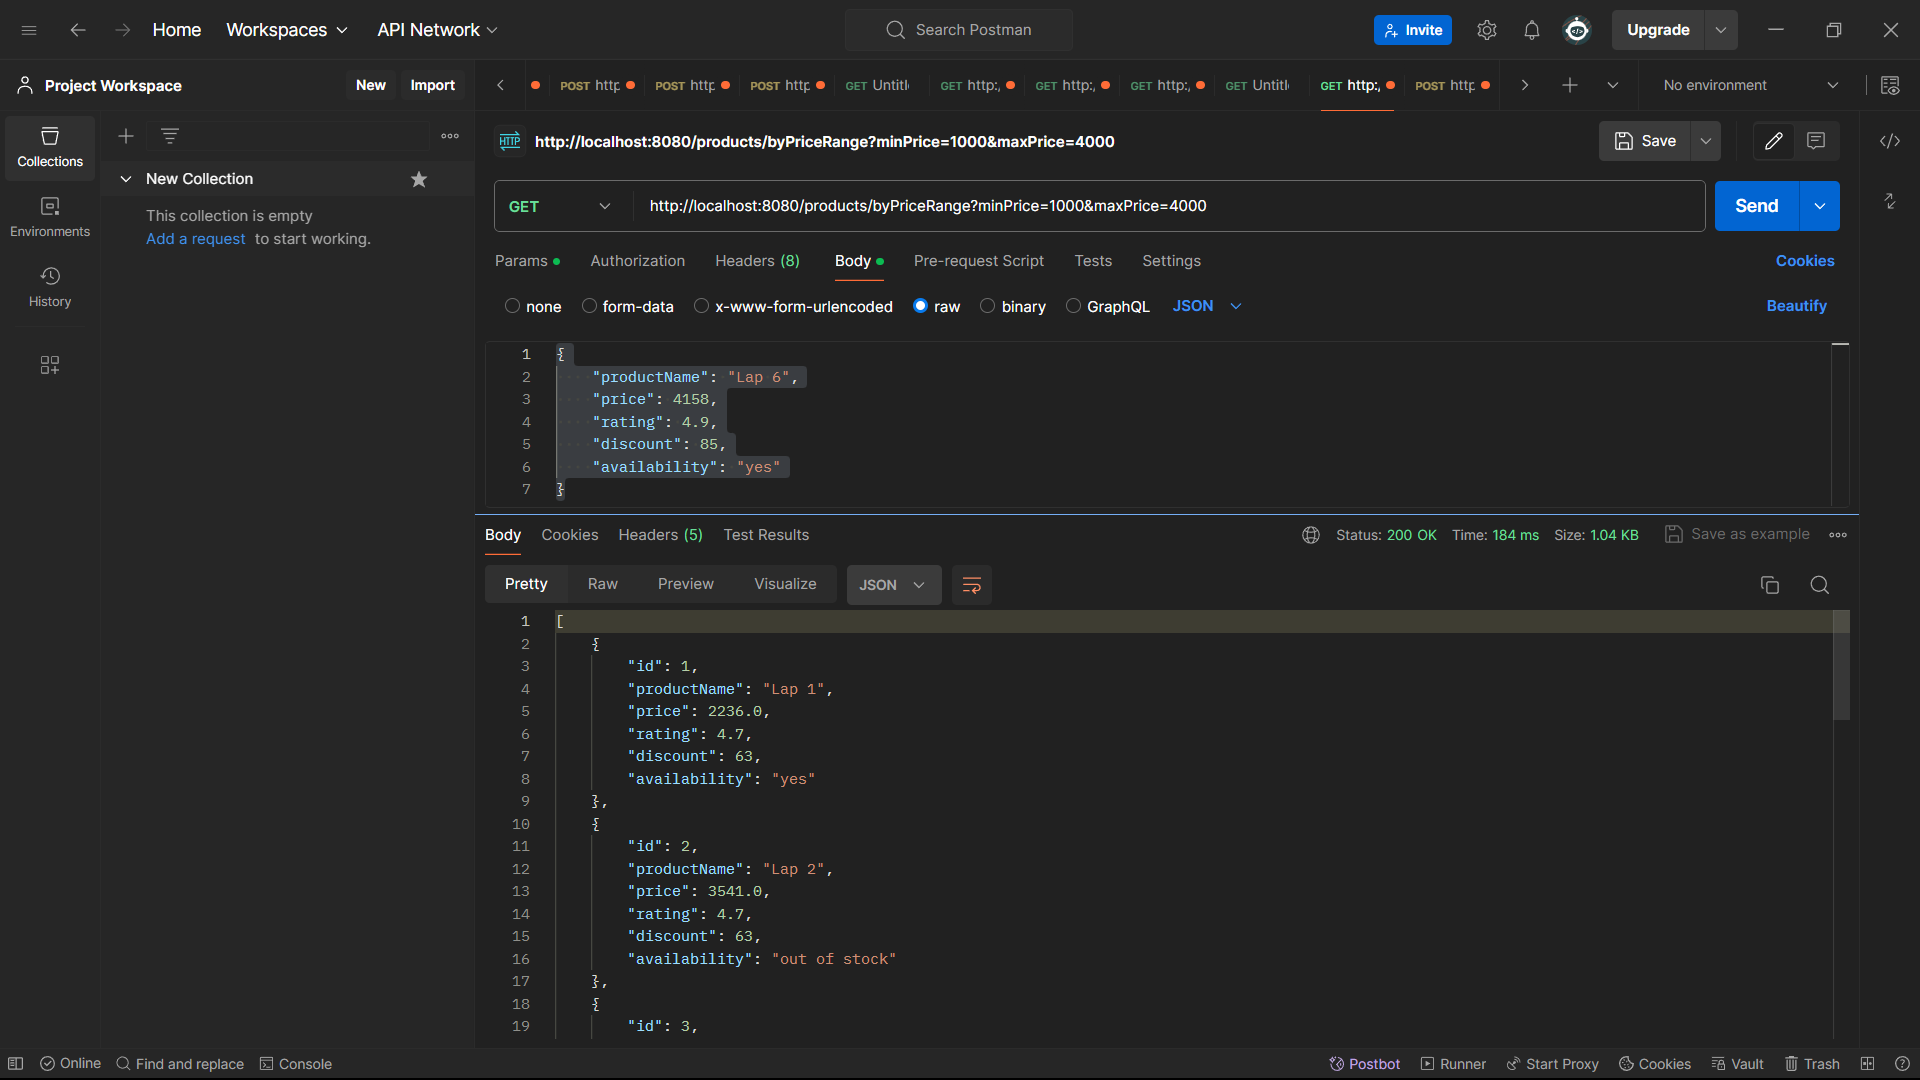 Home Workspaces API Network Search Postman Invite Upgrade
Project Workspace New Import
POST http POST http POST http GET Untitl GET http:, GET http:, GET http:, GET Untitl GET http:, POST http No environment
Collections
Environments
History
New Collection
This collection is empty
Add a request to start working.
HTTP http://localhost:8080/products/byPriceRange?minPrice=1000&maxPrice=4000 Save
GET http://localhost:8080/products/byPriceRange?minPrice=1000&maxPrice=4000 Send
Params Authorization Headers (8) Body Pre-request Script Tests Settings Cookies
none form-data x-www-form-urlencoded raw binary GraphQL JSON Beautify
1 {
2 "productName": "Lap 6",
3 "price": 4158,
4 "rating": 4.9,
5 "discount": 85,
6 "availability": "yes"
7 }
Body Cookies Headers (5) Test Results Status: 200 OK Time: 184 ms Size: 1.04 KB Save as example
Pretty Raw Preview Visualize JSON
1 [
2 {
3 "id": 1,
4 "productName": "Lap 1",
5 "price": 2236.0,
6 "rating": 4.7,
7 "discount": 63,
8 "availability": "yes"
9 },
10 {
11 "id": 2,
12 "productName": "Lap 2",
13 "price": 3541.0,
14 "rating": 4.7,
15 "discount": 63,
16 "availability": "out of stock"
17 },
18 {
19 "id": 3,
Online Find and replace Console Postbot Runner Start Proxy Cookies Vault Trash